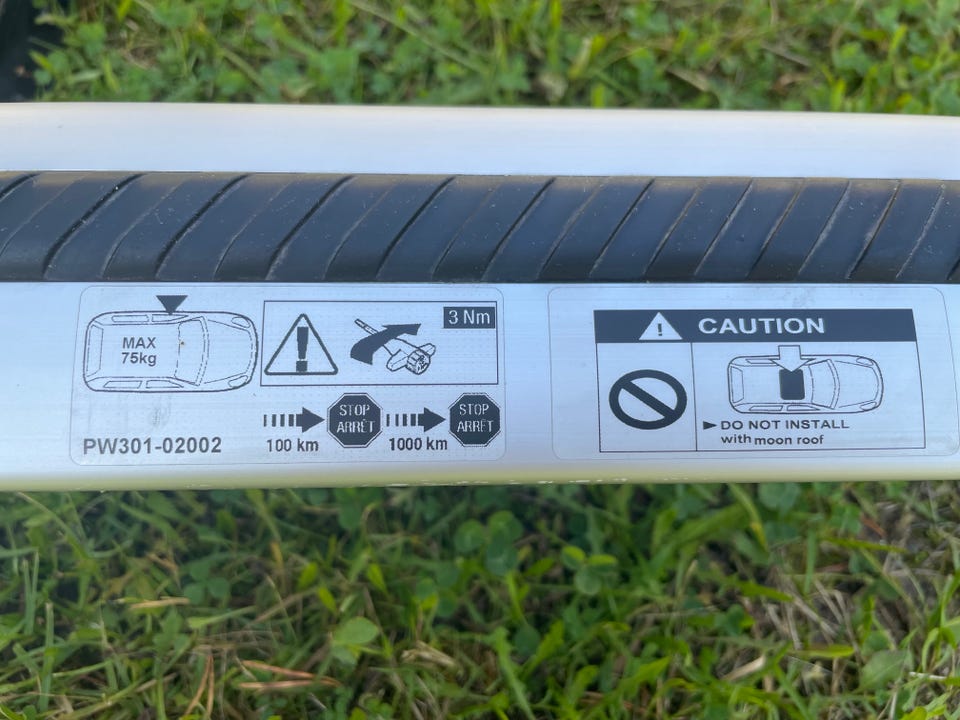 MAX
75kg
3 Nm
STOP
ARRÊT
STOP
ARRÊT
100 km
1000 km
PW301-02002
CAUTION
DO NOT INSTALL
with moon roof